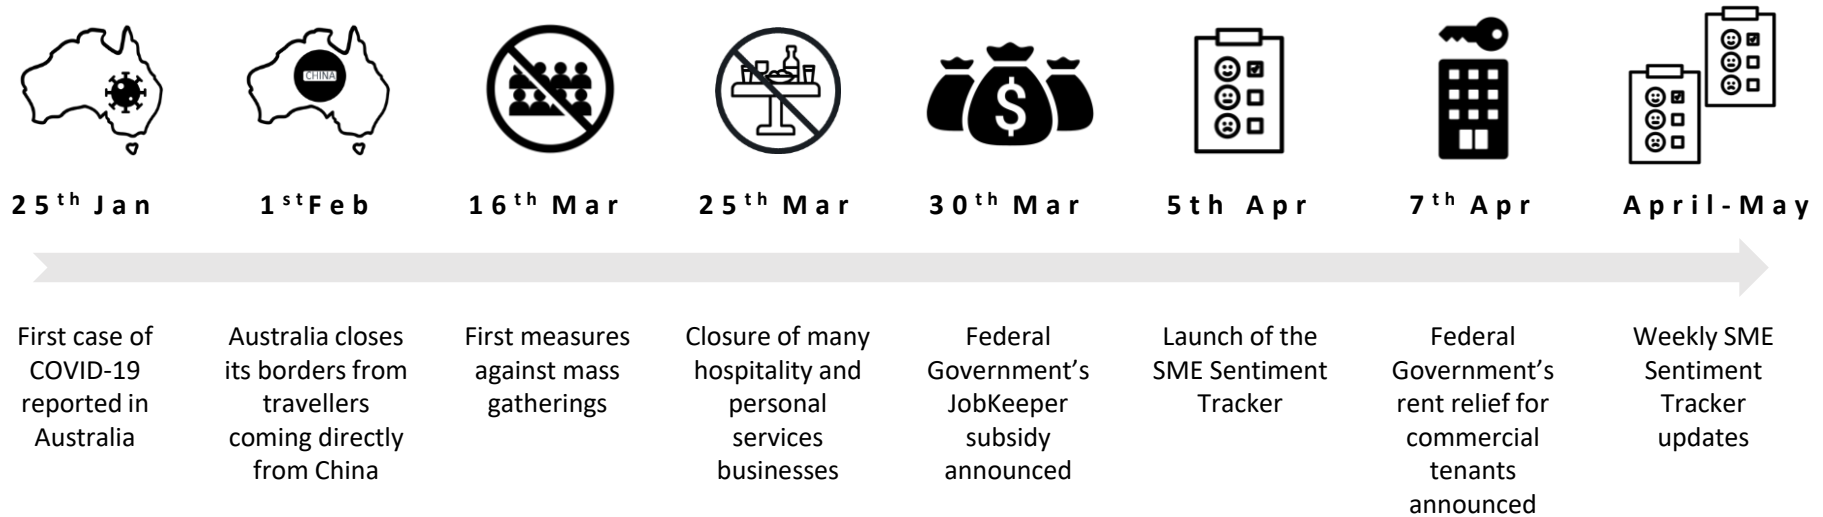 CHINA
$
25th Jan
1stFeb
16th Mar
25th Mar
30th Mar
5th Apr
7th Apr
April-May
First case of
COVID-19
reported in
Australia
Australia closes
its borders from
travellers
coming directly
from China
First measures
against mass
gatherings
Closure of many
hospitality and
personal
services
businesses
Federal
Government’s
JobKeeper
subsidy
announced
Launch of the
SME Sentiment
Tracker
Federal
Government’s
rent relief for
commercial
tenants
announced
Weekly SME
Sentiment
Tracker
updates